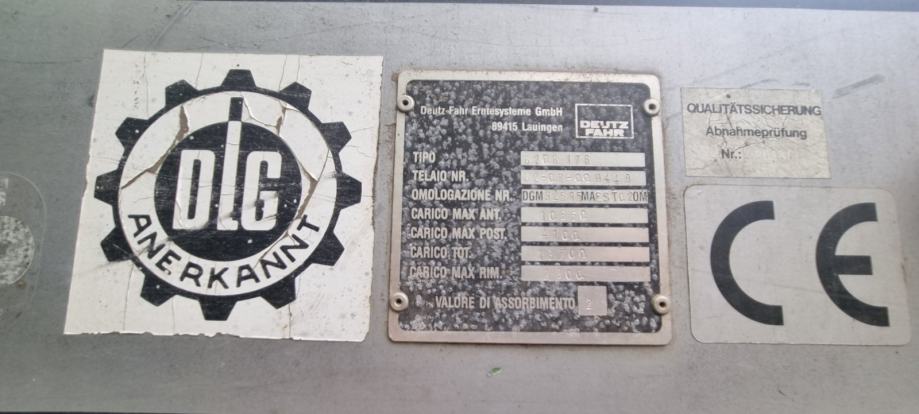 DLG
ANERKANNT
Deutz-Fahr Erntesysteme GmbH
89415 Lauingen
DEUTZ
FAHR
TIPO
TELAIO NR.
OMOLOGAZIONE NR.
CARICO MAX ANT.
CARICO MAX POST.
CARICO TOT.
CARICO MAX RIM.
VALORE DI ASSORBIMENTO 2
QUALITÄTSSICHERUNG
Abnahmeprüfung
Nr.:
CE